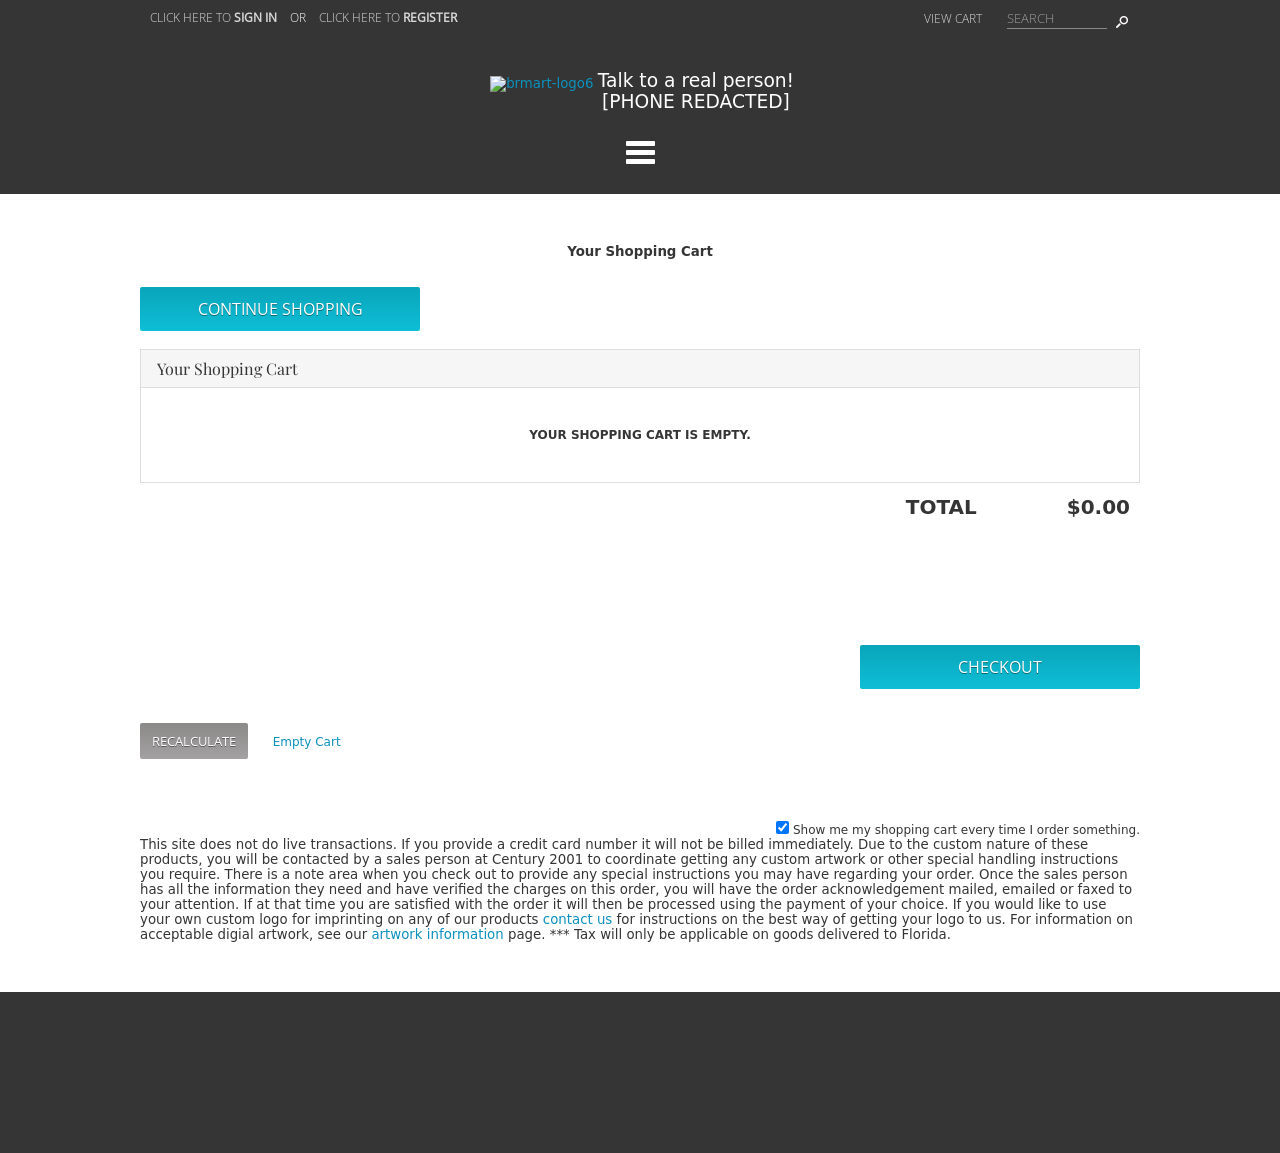 CLICK HERE TO SIGN IN OR CLICK HERE TO REGISTER
VIEW CART SEARCH
brmart-logo6 Talk to a real person!
[PHONE REDACTED]
Your Shopping Cart
CONTINUE SHOPPING
Your Shopping Cart
YOUR SHOPPING CART IS EMPTY.
TOTAL $0.00
CHECKOUT
RECALCULATE Empty Cart
Show me my shopping cart every time I order something.
This site does not do live transactions. If you provide a credit card number it will not be billed immediately. Due to the custom nature of these
products, you will be contacted by a sales person at Century 2001 to coordinate getting any custom artwork or other special handling instructions
you require. There is a note area when you check out to provide any special instructions you may have regarding your order. Once the sales person
has all the information they need and have verified the charges on this order, you will have the order acknowledgement mailed, emailed or faxed to
your attention. If at that time you are satisfied with the order it will then be processed using the payment of your choice. If you would like to use
your own custom logo for imprinting on any of our products contact us for instructions on the best way of getting your logo to us. For information on
acceptable digial artwork, see our artwork information page. *** Tax will only be applicable on goods delivered to Florida.